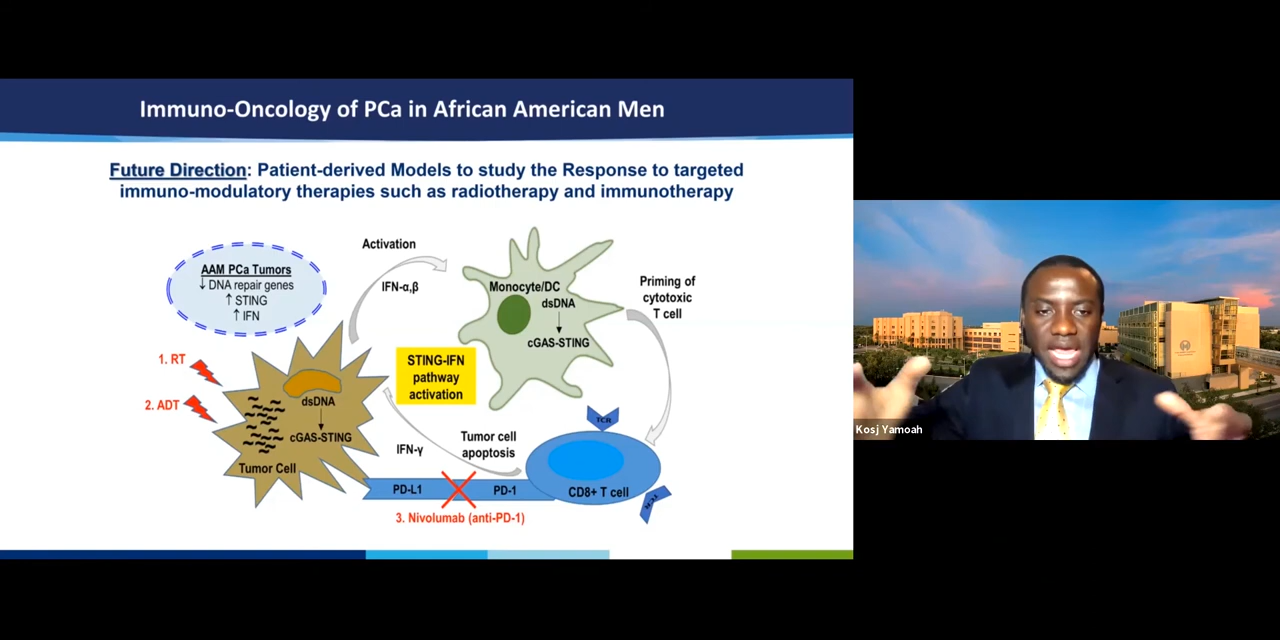 Immuno-Oncology of PCa in African American Men
Future Direction: Patient-derived Models to study the Response to targeted
immuno-modulatory therapies such as radiotherapy and immunotherapy
AAM PCa Tumors
↓ DNA repair genes
↑ STING
↑ IFN
Activation
IFN-α,β
Monocyte/DC
dsDNA
cGAS-STING
Priming of
cytotoxic
T cell
1. RT
2. ADT
STING-IFN
pathway
activation
dsDNA
cGAS-STING
Tumor Cell
IFN-γ
Tumor cell
apoptosis
TCR
CD8+ T cell
TCR
PD-L1
PD-1
3. Nivolumab (anti-PD-1)
Kosj Yamoah